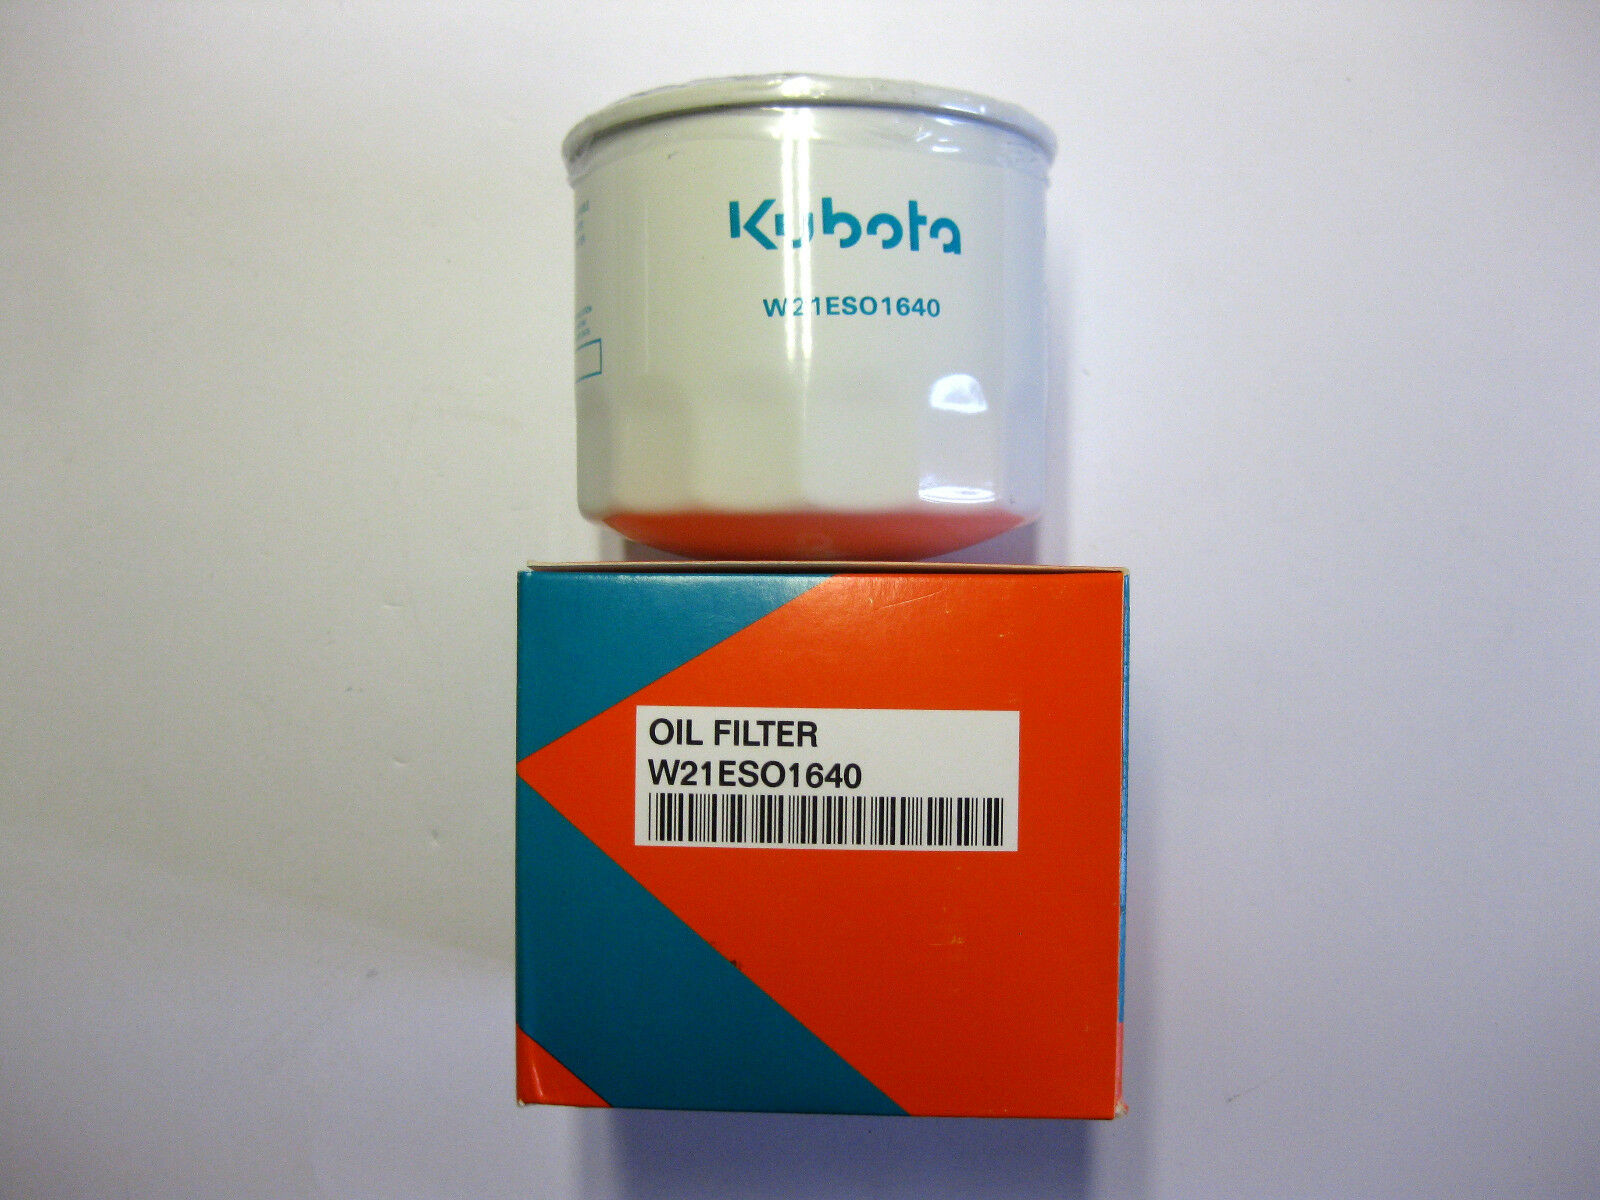 Kubota
W21ESO1640
OIL FILTER
W21ESO1640